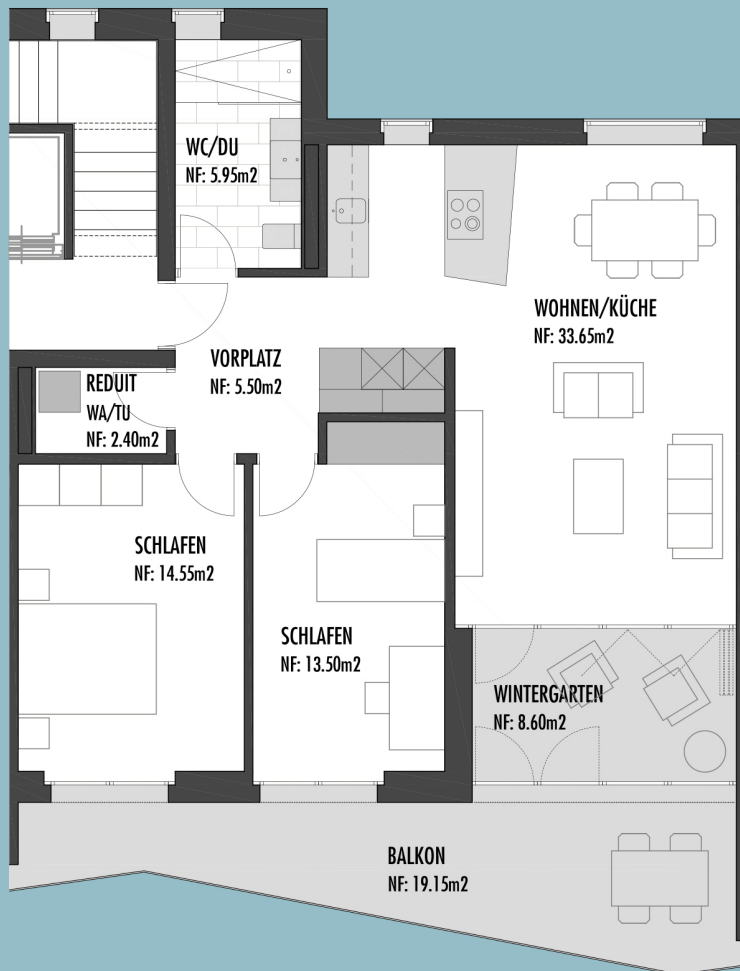 WC/DU
NF: 5.95m2
WOHNEN/KÜCHE
NF: 33.65m2
VORPLATZ
NF: 5.50m2
REDUIT
WA/TU
NF: 2.40m2
SCHLAFEN
NF: 14.55m2
SCHLAFEN
NF: 13.50m2
WINTERGARTEN
NF: 8.60m2
BALKON
NF: 19.15m2